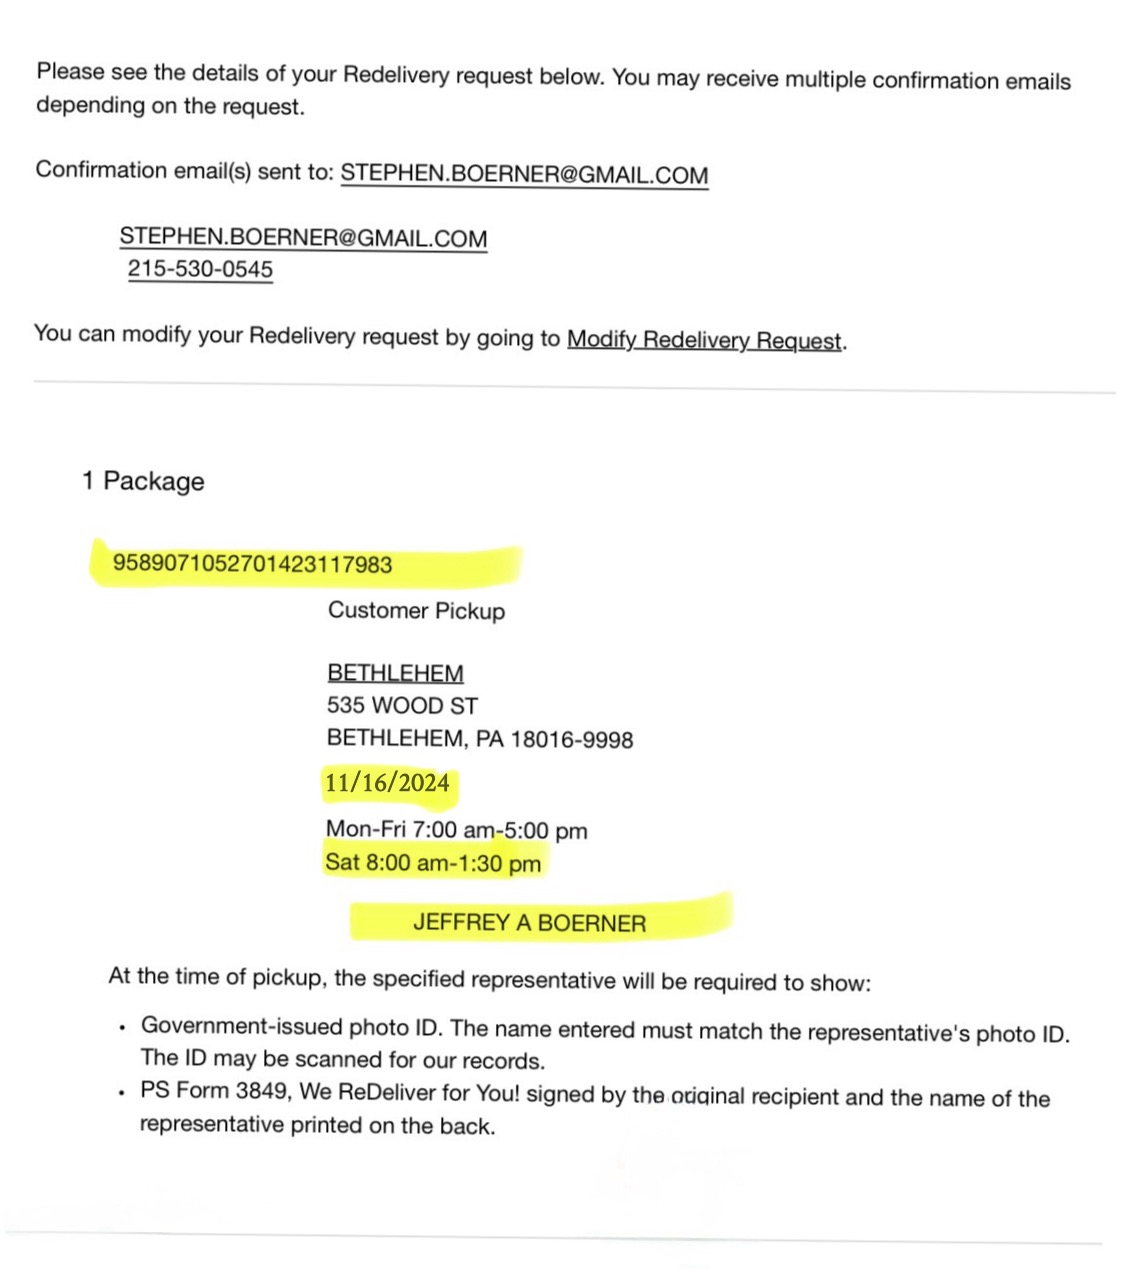 Please see the details of your Redelivery request below. You may receive multiple confirmation emails
depending on the request.
Confirmation email(s) sent to: STEPHEN.BOERNER@GMAIL.COM
STEPHEN.BOERNER@GMAIL.COM
215-530-0545
You can modify your Redelivery request by going to Modify Redelivery Request.
1 Package
9589071052701423117983
Customer Pickup
BETHLEHEM
535 WOOD ST
BETHLEHEM, PA 18016-9998
11/16/2024
Mon-Fri 7:00 am-5:00 pm
Sat 8:00 am-1:30 pm
JEFFREY A BOERNER
At the time of pickup, the specified representative will be required to show:
• Government-issued photo ID. The name entered must match the representative's photo ID.
The ID may be scanned for our records.
• PS Form 3849, We ReDeliver for You! signed by the original recipient and the name of the
representative printed on the back.